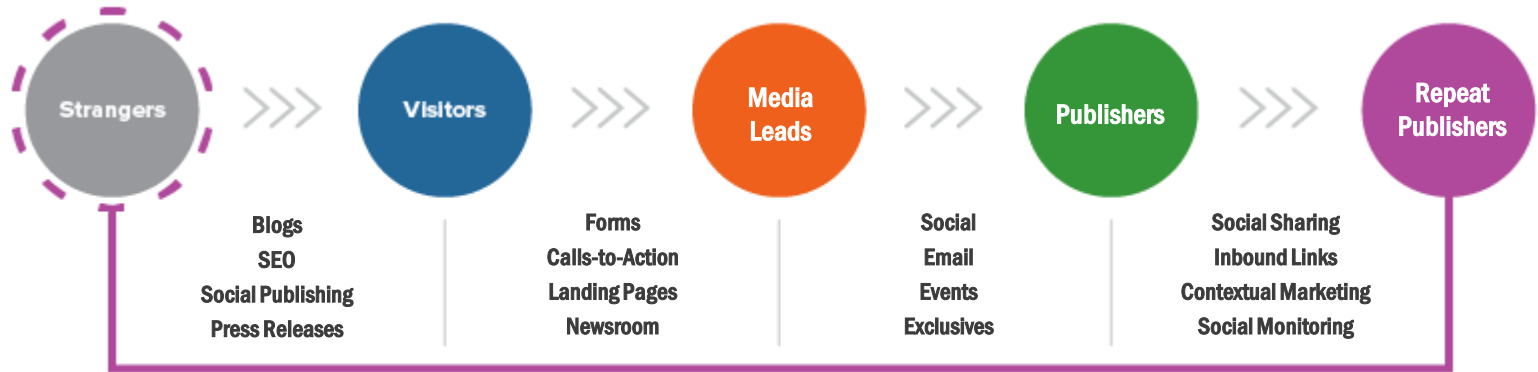 Strangers
Visitors
Media
Leads
Publishers
Repeat
Publishers
Blogs
SEO
Social Publishing
Press Releases
Forms
Calls-to-Action
Landing Pages
Newsroom
Social
Email
Events
Exclusives
Social Sharing
Inbound Links
Contextual Marketing
Social Monitoring